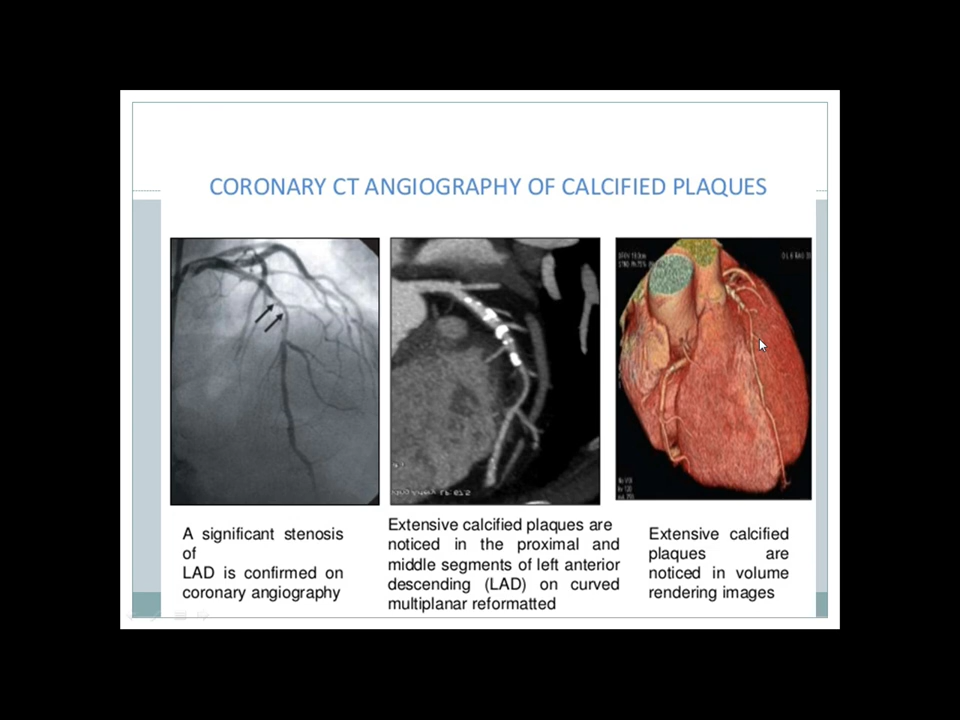 CORONARY CT ANGIOGRAPHY OF CALCIFIED PLAQUES
A significant stenosis
of
LAD is confirmed on
coronary angiography
Extensive calcified plaques are
noticed in the proximal and
middle segments of left anterior
descending (LAD) on curved
multiplanar reformatted
Extensive calcified
plaques are
noticed in volume
rendering images